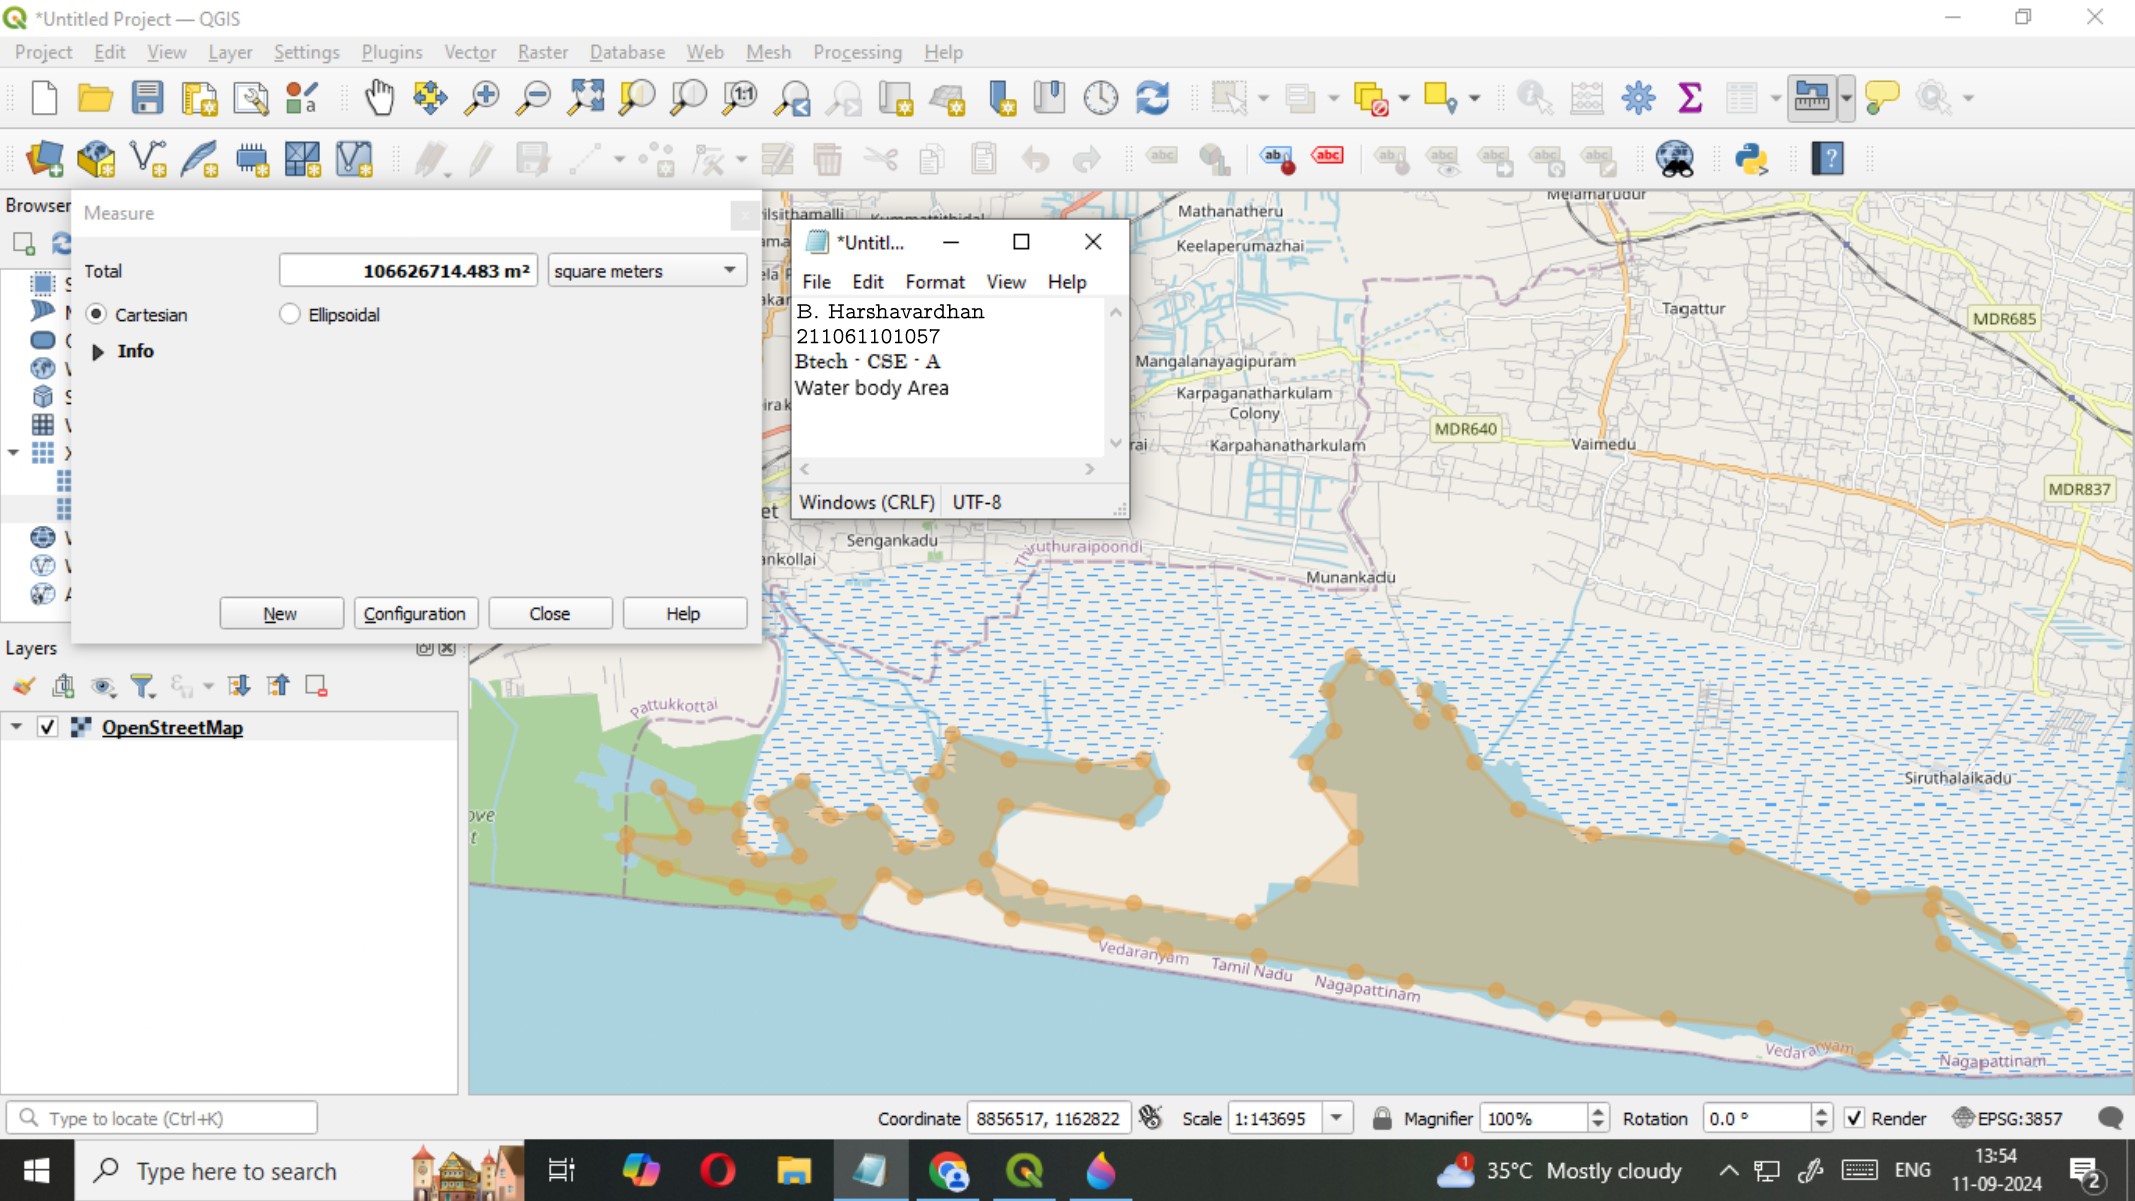 *Untitled Project — QGIS
Project Edit View Layer Settings Plugins Vector Raster Database Web Mesh Processing Help
Browser
Measure
Total 106626714.483 m² square meters
Cartesian Ellipsoidal
Info
New Configuration Close Help
*Untitl...
File Edit Format View Help
B. Harshavardhan
211061101057
Btech - CSE - A
Water body Area
Windows (CRLF) UTF-8
Layers
OpenStreetMap
Melamarudur
Mathanatheru
Keelaperumazhai
Tagattur
MDR685
Mangalanayagipuram
Karpaganatharkulam
Colony
Karpahanatharkulam
MDR640
Vaimedu
MDR837
Sengankadu
ankollai
Thiruthuraipoondi
Munankadu
Pattukkottai
Siruthalaikadu
Vedaranyam Tamil Nadu Nagapattinam
Vedaranyam
Nagapattinam
Type to locate (Ctrl+K)
Coordinate 8856517, 1162822 Scale 1:143695 Magnifier 100% Rotation 0.0 ° Render EPSG:3857
Type here to search
35°C Mostly cloudy
ENG
13:54
11-09-2024
2